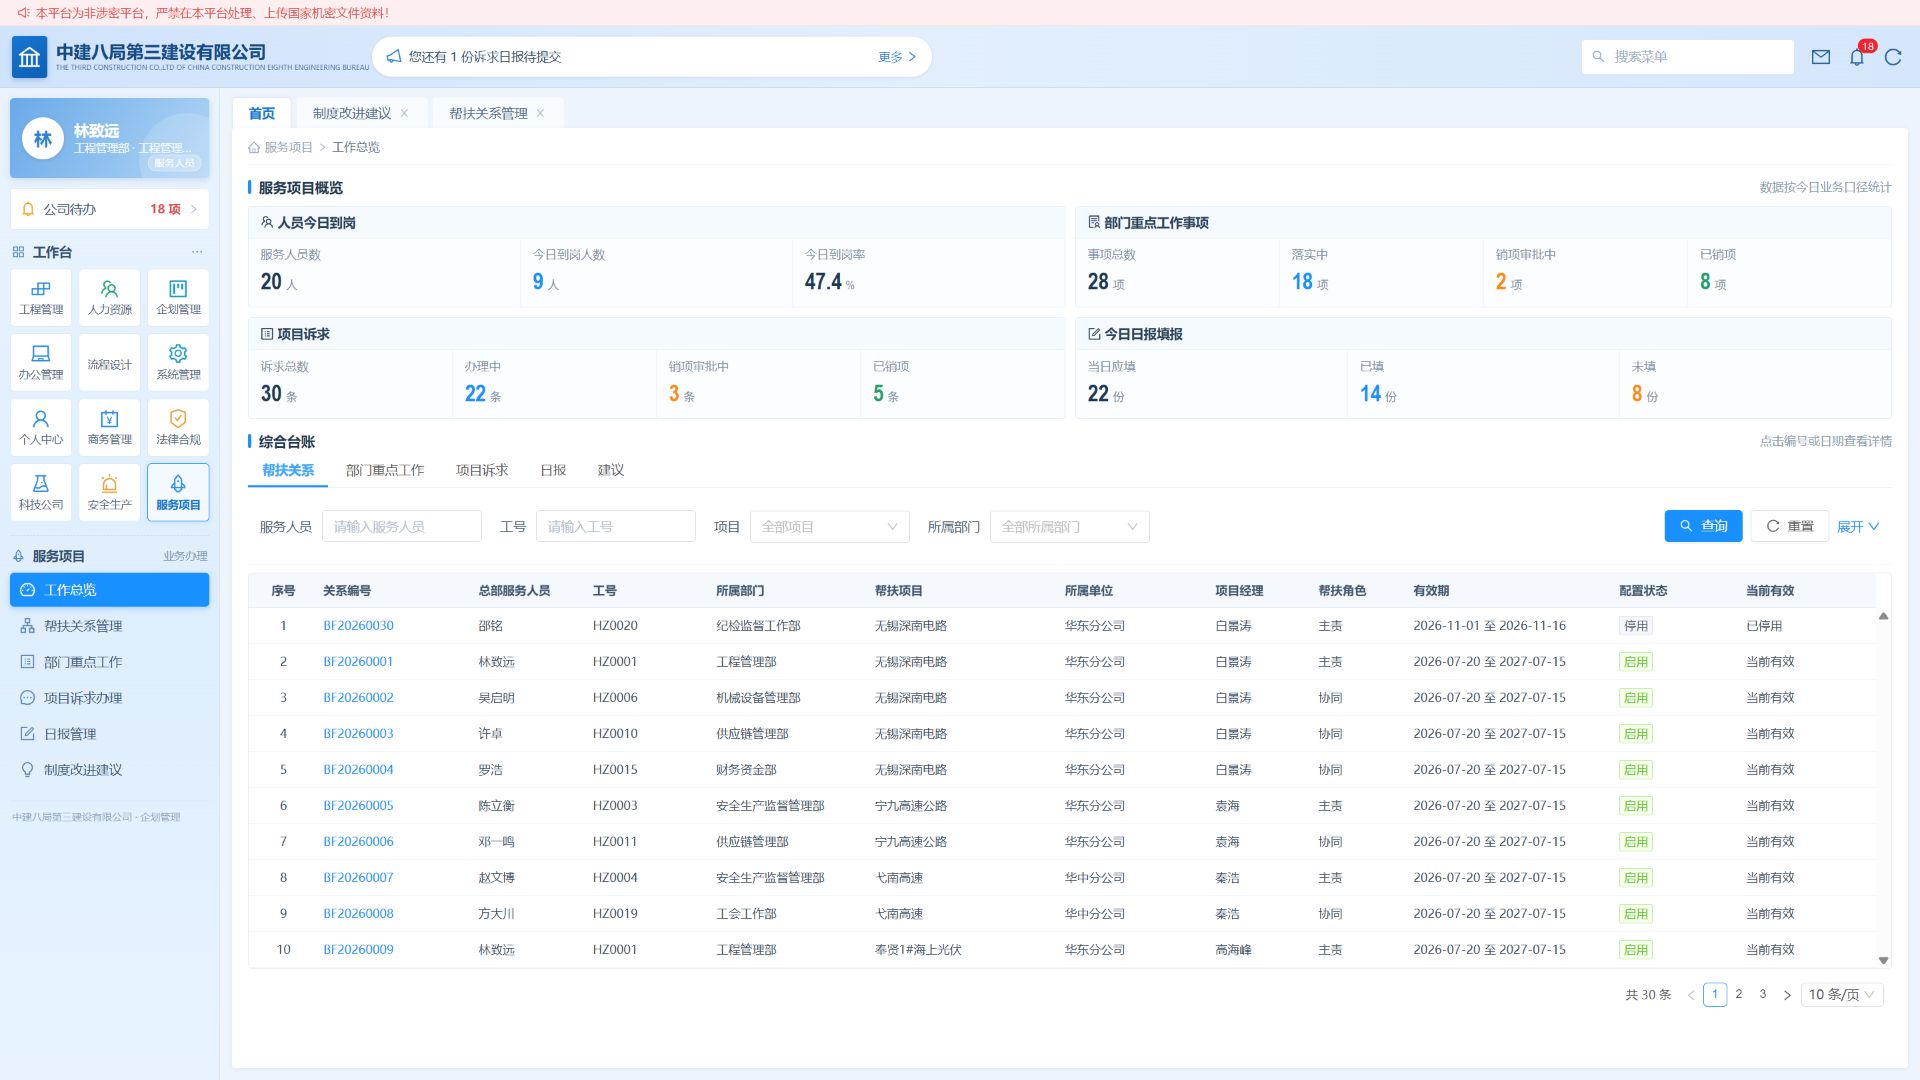 本平台为非涉密平台，严禁在本平台处理、上传国家机密文件资料！
中建八局第三建设有限公司
THE THIRD CONSTRUCTION CO.,LTD OF CHINA CONSTRUCTION EIGHTH ENGINEERING BUREAU
您还有 1 份诉求日报待提交 更多
搜索菜单
18
林 林致远
工程管理部 · 工程管理...
服务人员
公司待办 18 项
工作台 ...
工程管理 人力资源 企划管理
办公管理 流程设计 系统管理
个人中心 商务管理 法律合规
科技公司 安全生产 服务项目
服务项目 业务办理
工作总览
帮扶关系管理
部门重点工作
项目诉求办理
日报管理
制度改进建议
中建八局第三建设有限公司 · 企划管理
首页 制度改进建议 × 帮扶关系管理 ×
服务项目 > 工作总览
服务项目概览 数据按今日业务口径统计
人员今日到岗
服务人员数 今日到岗人数 今日到岗率
20 人 9 人 47.4 %
部门重点工作事项
事项总数 落实中 销项审批中 已销项
28 项 18 项 2 项 8 项
项目诉求
诉求总数 办理中 销项审批中 已销项
30 条 22 条 3 条 5 条
今日日报填报
当日应填 已填 未填
22 份 14 份 8 份
综合台账 点击编号或日期查看详情
帮扶关系 部门重点工作 项目诉求 日报 建议
服务人员 请输入服务人员 工号 请输入工号 项目 全部项目 所属部门 全部所属部门 查询 重置 展开
序号 关系编号 总部服务人员 工号 所属部门 帮扶项目 所属单位 项目经理 帮扶角色 有效期 配置状态 当前有效
1 BF20260030 邵铭 HZ0020 纪检监督工作部 无锡深南电路 华东分公司 白景涛 主责 2026-11-01 至 2026-11-16 停用 已停用
2 BF20260001 林致远 HZ0001 工程管理部 无锡深南电路 华东分公司 白景涛 主责 2026-07-20 至 2027-07-15 启用 当前有效
3 BF20260002 吴启明 HZ0006 机械设备管理部 无锡深南电路 华东分公司 白景涛 协同 2026-07-20 至 2027-07-15 启用 当前有效
4 BF20260003 许卓 HZ0010 供应链管理部 无锡深南电路 华东分公司 白景涛 协同 2026-07-20 至 2027-07-15 启用 当前有效
5 BF20260004 罗浩 HZ0015 财务资金部 无锡深南电路 华东分公司 白景涛 协同 2026-07-20 至 2027-07-15 启用 当前有效
6 BF20260005 陈立衡 HZ0003 安全生产监督管理部 宁九高速公路 华东分公司 袁海 主责 2026-07-20 至 2027-07-15 启用 当前有效
7 BF20260006 邓一鸣 HZ0011 供应链管理部 宁九高速公路 华东分公司 袁海 协同 2026-07-20 至 2027-07-15 启用 当前有效
8 BF20260007 赵文博 HZ0004 安全生产监督管理部 弋南高速 华中分公司 秦浩 主责 2026-07-20 至 2027-07-15 启用 当前有效
9 BF20260008 方大川 HZ0019 工会工作部 弋南高速 华中分公司 秦浩 协同 2026-07-20 至 2027-07-15 启用 当前有效
10 BF20260009 林致远 HZ0001 工程管理部 奉贤1#海上光伏 华东分公司 高海峰 主责 2026-07-20 至 2027-07-15 启用 当前有效
共 30 条 < 1 2 3 > 10 条/页